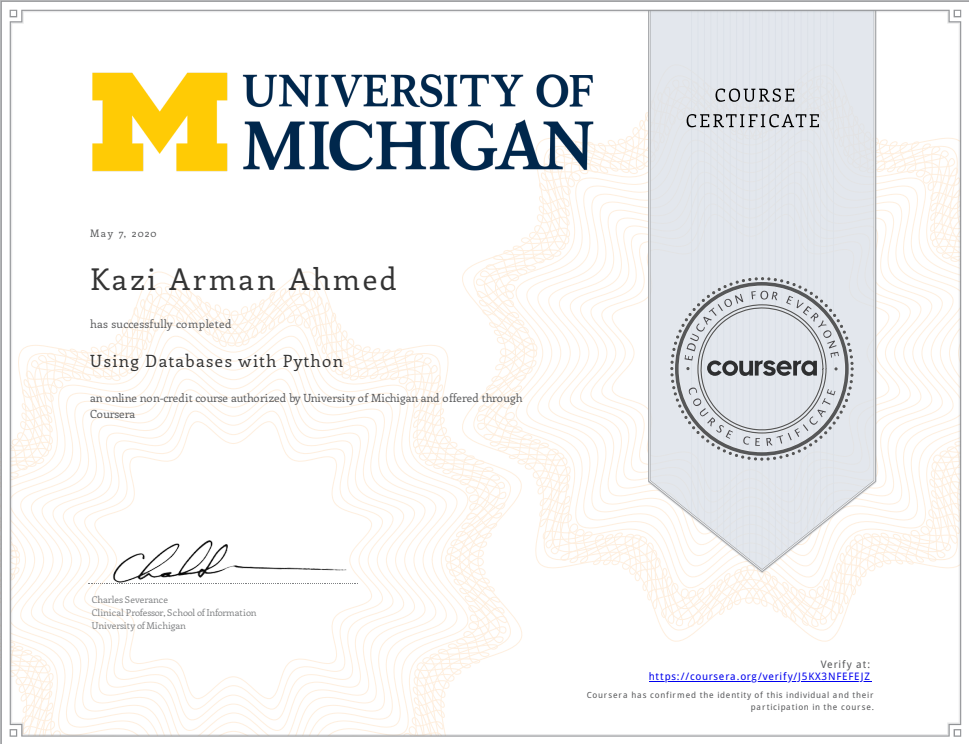 UNIVERSITY OF
MICHIGAN
COURSE
CERTIFICATE
May 7, 2020
Kazi Arman Ahmed
has successfully completed
Using Databases with Python
an online non-credit course authorized by University of Michigan and offered through
Coursera
EDUCATION FOR EVERYONE
coursera
COURSE CERTIFICATE
Charles Severance
Clinical Professor, School of Information
University of Michigan
Verify at:
https://coursera.org/verify/J5KX3NFEFEJZ
Coursera has confirmed the identity of this individual and their
participation in the course.